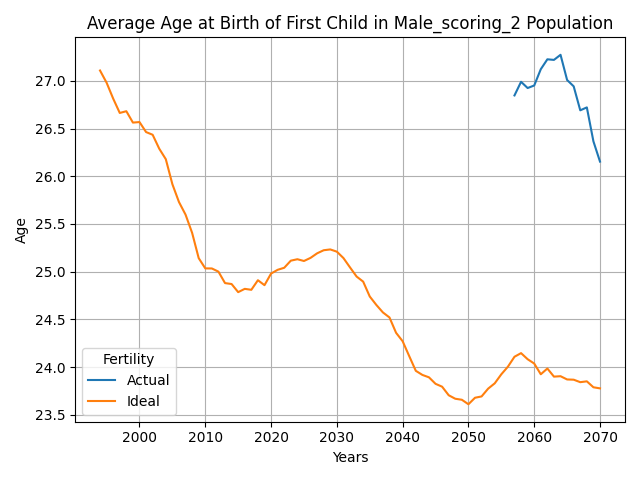 Average Age at Birth of First Child in Male_scoring_2 Population
Age
27.0
26.5
26.0
25.5
25.0
24.5
24.0
23.5
Fertility
Actual
Ideal
2000 2010 2020 2030 2040 2050 2060 2070
Years